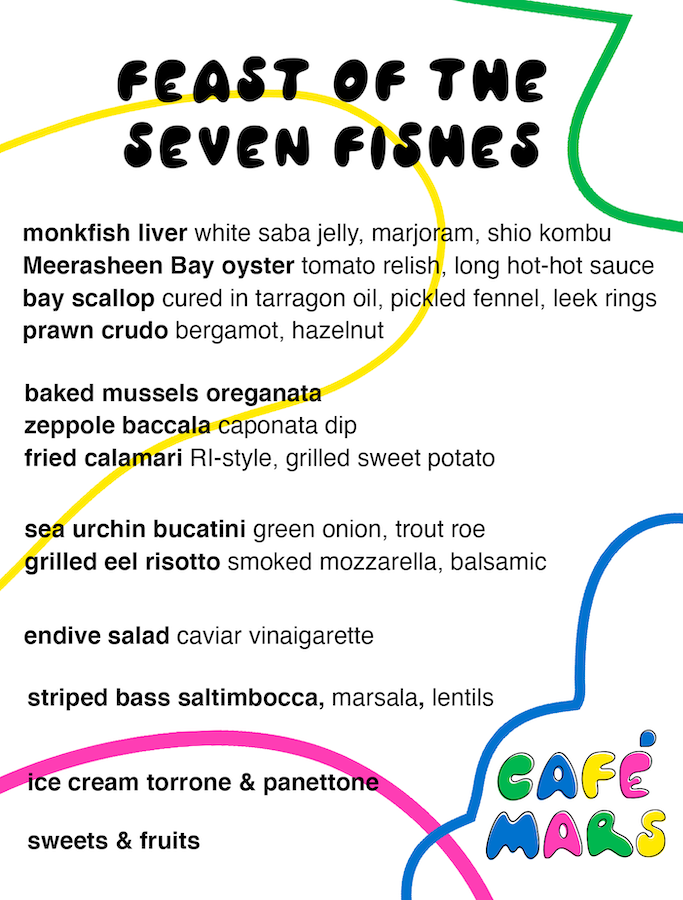 FEAST OF THE
SEVEN FISHES
monkfish liver white saba jelly, marjoram, shio kombu
Meerasheen Bay oyster tomato relish, long hot-hot sauce
bay scallop cured in tarragon oil, pickled fennel, leek rings
prawn crudo bergamot, hazelnut
baked mussels oreganata
zeppole baccala caponata dip
fried calamari RI-style, grilled sweet potato
sea urchin bucatini green onion, trout roe
grilled eel risotto smoked mozzarella, balsamic
endive salad caviar vinaigarette
striped bass saltimbocca, marsala, lentils
ice cream torrone & panettone
sweets & fruits
CAFÉ
MARS